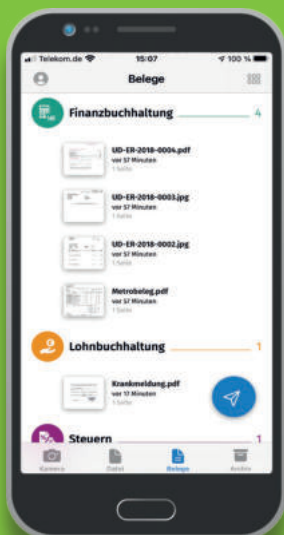 Telekom.de 15:07 100 %
Belege
Finanzbuchhaltung 4
UD-ER-2018-0004.pdf
vor 57 Minuten
1 Seite
UD-ER-2018-0003.jpg
vor 57 Minuten
1 Seite
UD-ER-2018-0002.jpg
vor 57 Minuten
1 Seite
Metrobeleg.pdf
vor 57 Minuten
1 Seite
Lohnbuchhaltung 1
Krankmeldung.pdf
vor 17 Minuten
1 Seite
Steuern 1
Kamera Datei Belege Archiv